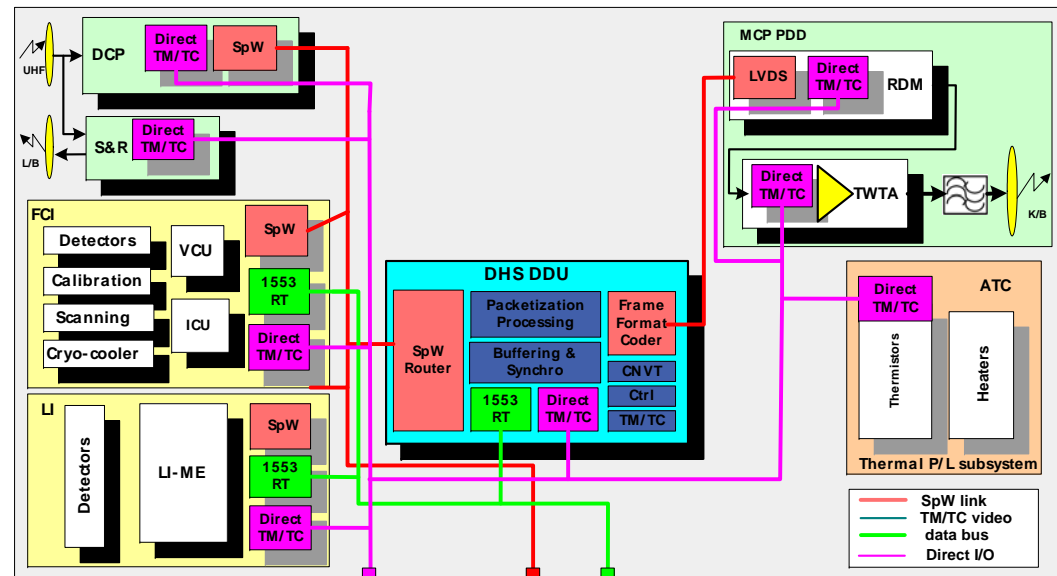 DCP
Direct
TM/TC
SpW
UHF
S&R
Direct
TM/TC
L/B
FCI
Detectors
Calibration
Scanning
Cryo-cooler
VCU
ICU
SpW
1553
RT
Direct
TM/TC
LI
Detectors
LI-ME
SpW
1553
RT
Direct
TM/TC
DHS DDU
SpW
Router
Packetization
Processing
Buffering &
Synchro
1553
RT
Direct
TM/TC
Frame
Format
Coder
CNVT
Ctrl
TM/TC
MCP PDD
LVDS
Direct
TM/TC
RDM
Direct
TM/TC
TWTA
K/B
ATC
Direct
TM/TC
Thermistors
Heaters
Thermal P/L subsystem
SpW link
TM/TC video
data bus
Direct I/O